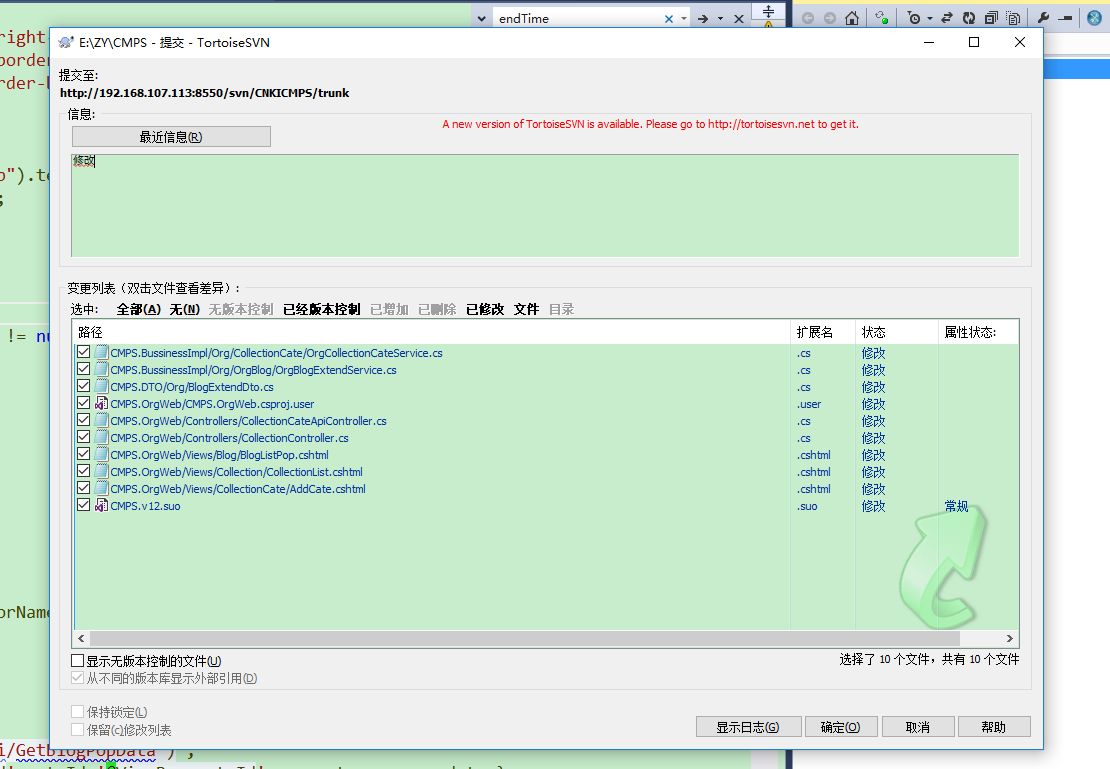 endTime
right-
border
rder-b
E:\ZY\CMPS - 提交 - TortoiseSVN
提交至:
http://192.168.107.113:8550/svn/CNKICMPS/trunk
信息:
最近信息(R)
A new version of TortoiseSVN is available. Please go to http://tortoisesvn.net to get it.
修改
").te
;
变更列表（双击文件查看差异）:
选中: 全部(A) 无(N) 无版本控制 已经版本控制 已增加 已删除 已修改 文件 目录
!= nu
路径 扩展名 状态 属性状态:
CMPS.BussinessImpl/Org/CollectionCate/OrgCollectionCateService.cs .cs 修改
CMPS.BussinessImpl/Org/OrgBlog/OrgBlogExtendService.cs .cs 修改
CMPS.DTO/Org/BlogExtendDto.cs .cs 修改
CMPS.OrgWeb/CMPS.OrgWeb.csproj.user .user 修改
CMPS.OrgWeb/Controllers/CollectionCateApiController.cs .cs 修改
CMPS.OrgWeb/Controllers/CollectionController.cs .cs 修改
CMPS.OrgWeb/Views/Blog/BlogListPop.cshtml .cshtml 修改
CMPS.OrgWeb/Views/Collection/CollectionList.cshtml .cshtml 修改
CMPS.OrgWeb/Views/CollectionCate/AddCate.cshtml .cshtml 修改
CMPS.v12.suo .suo 修改 常规
orName
显示无版本控制的文件(U)
选择了 10 个文件，共有 10 个文件
从不同的版本库显示外部引用(D)
保持锁定(L)
保留(c)修改列表
显示日志(G) 确定(O) 取消 帮助
i/GetBlogPopData");